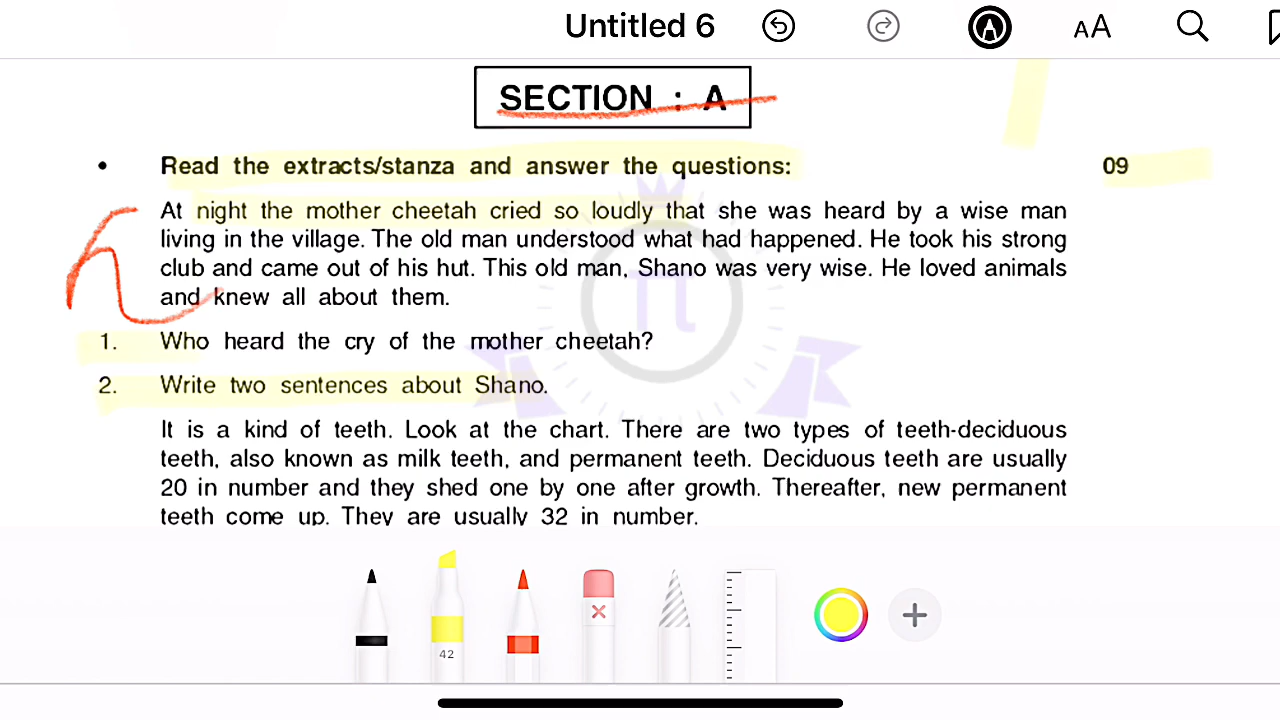 Untitled 6
AA
SECTION : A
• Read the extracts/stanza and answer the questions: 09
At night the mother cheetah cried so loudly that she was heard by a wise man
living in the village. The old man understood what had happened. He took his strong
club and came out of his hut. This old man, Shano was very wise. He loved animals
and knew all about them.
1. Who heard the cry of the mother cheetah?
2. Write two sentences about Shano.
It is a kind of teeth. Look at the chart. There are two types of teeth-deciduous
teeth, also known as milk teeth, and permanent teeth. Deciduous teeth are usually
20 in number and they shed one by one after growth. Thereafter, new permanent
teeth come up. They are usually 32 in number.
π
42